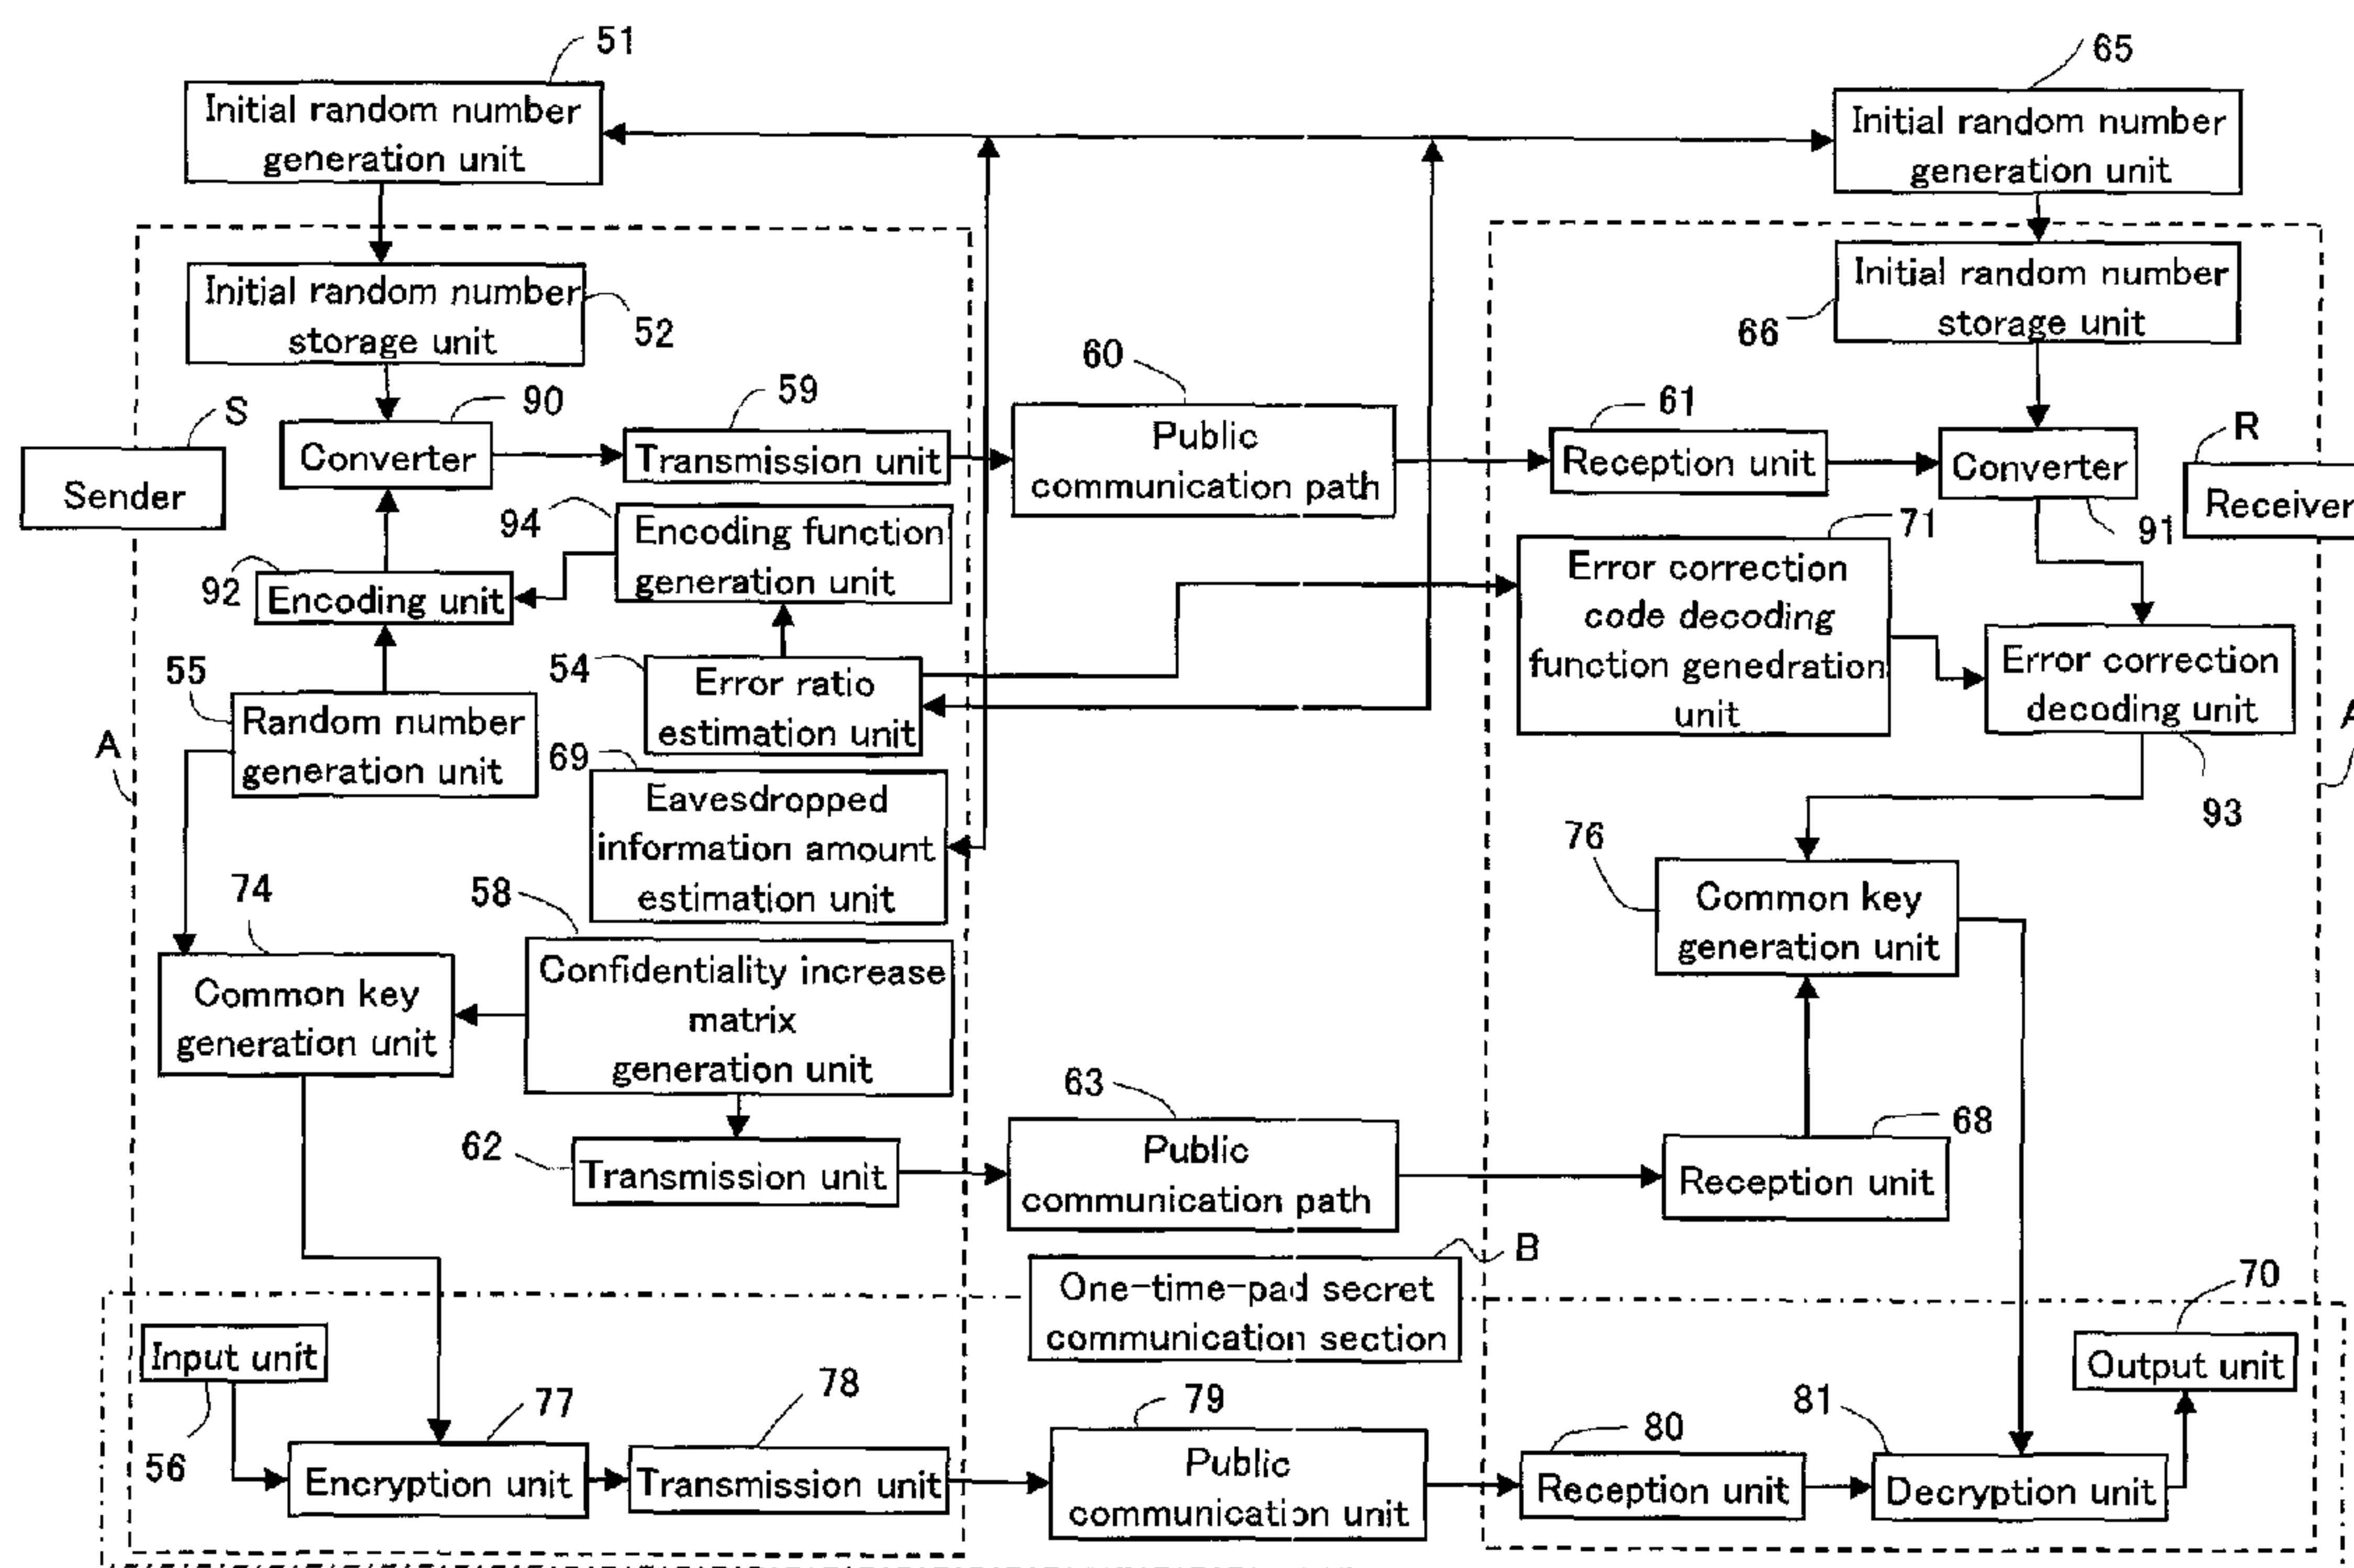 51
65
Initial random number
generation unit
Initial random number
generation unit
Initial random number
storage unit
52
Initial random number
storage unit
66
60
S
90
59
61
R
Sender
Converter
Transmission unit
Public
communication path
Reception unit
Converter
Receiver
94
Encoding function
generation unit
71
91
92
Encoding unit
Error correction
code decoding
function genedration
unit
54
Error ratio
estimation unit
Error correction
decoding unit
55
Random number
generation unit
A
A
69
Eavesdropped
information amount
estimation unit
93
76
Common key
generation unit
74
58
Common key
generation unit
Confidentiality increase
matrix
generation unit
63
68
62
Transmission unit
Public
communication path
Reception unit
B
One-time-pad secret
communication section
70
Input unit
Output unit
56
77
78
79
80
81
Encryption unit
Transmission unit
Public
communication unit
Reception unit
Decryption unit